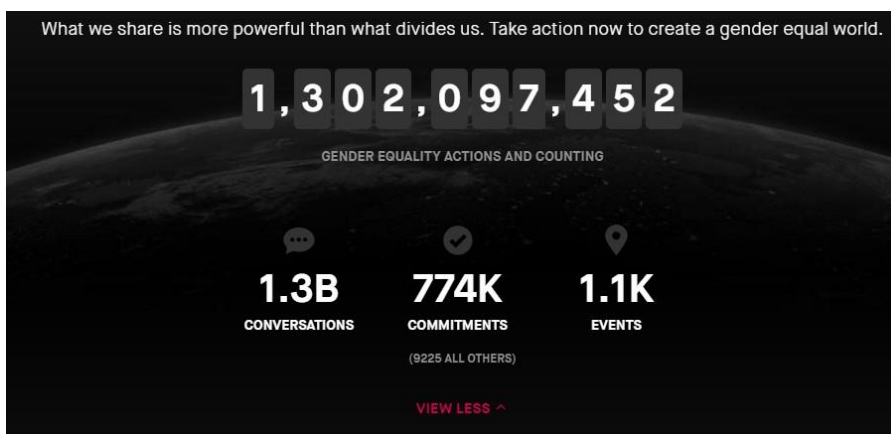 What we share is more powerful than what divides us. Take action now to create a gender equal world.
1,302,097,452
GENDER EQUALITY ACTIONS AND COUNTING
1.3B 774K 1.1K
CONVERSATIONS COMMITMENTS EVENTS
(9225 ALL OTHERS)
VIEW LESS